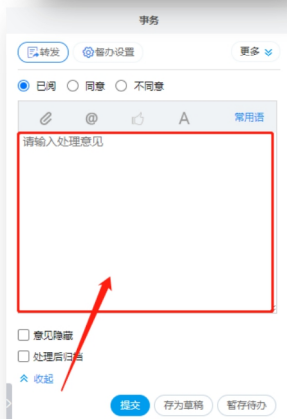 事务
转发 督办设置 更多
已阅 同意 不同意
@ A 常用语
请输入处理意见
意见隐藏
处理后归档
收起
提交 存为草稿 暂存待办